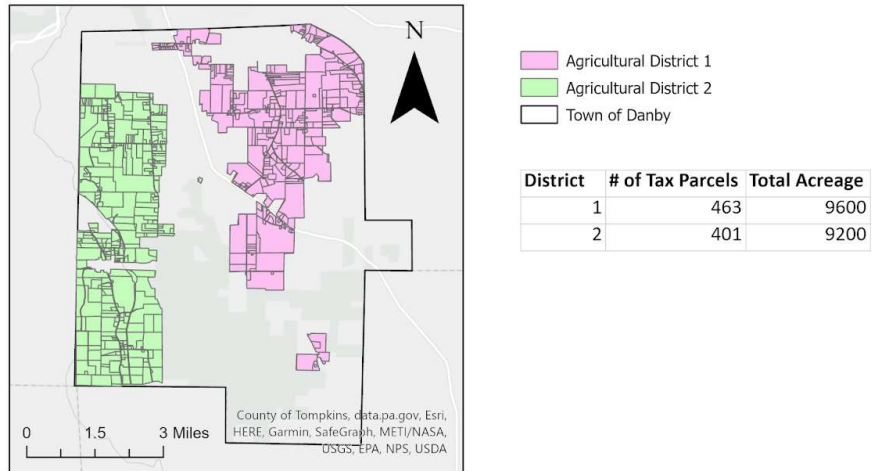 N
0 1.5 3 Miles
County of Tompkins, data.pa.gov, Esri,
HERE, Garmin, SafeGraph, METI/NASA,
USGS, EPA, NPS, USDA
Agricultural District 1
Agricultural District 2
Town of Danby
District # of Tax Parcels Total Acreage
1 463 9600
2 401 9200